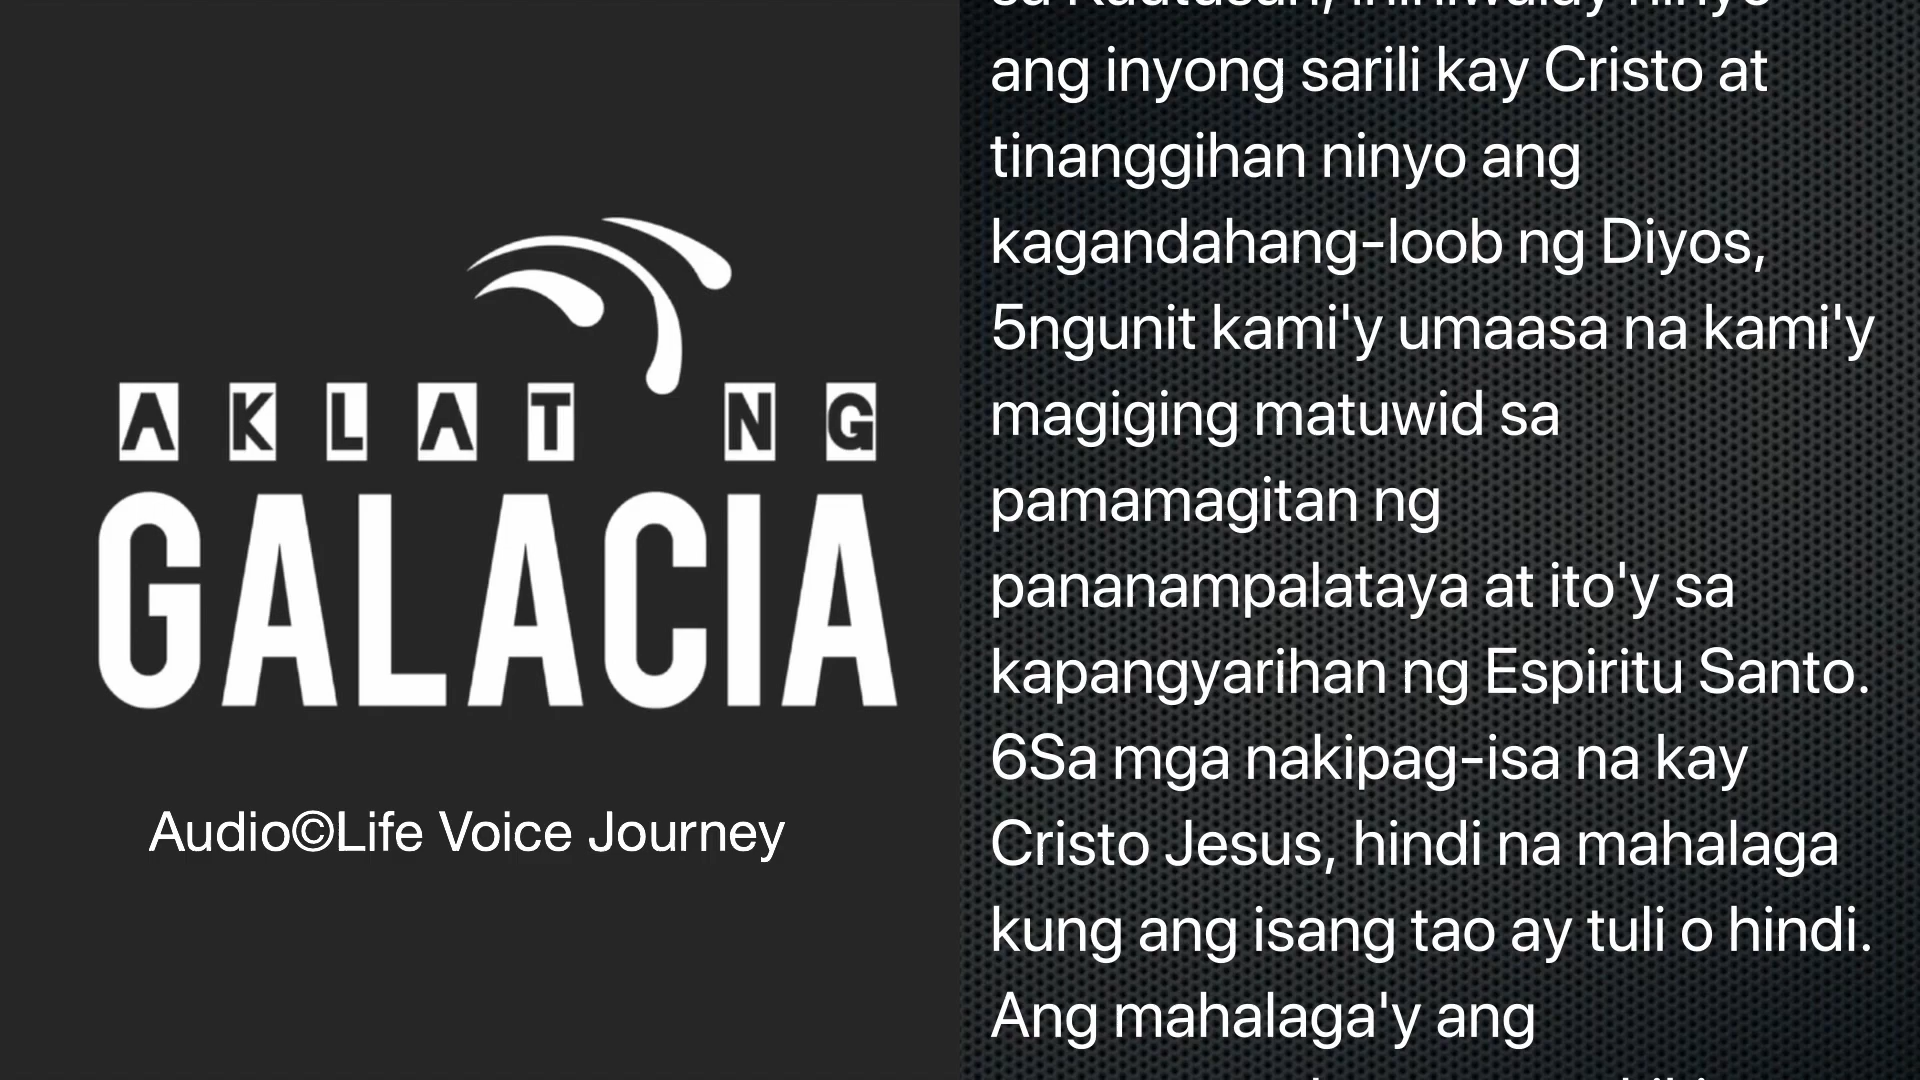 AKLAT NG
GALACIA
Audio©Life Voice Journey
ang inyong sarili kay Cristo at
tinanggihan ninyo ang
kagandahang-loob ng Diyos,
5ngunit kami'y umaasa na kami'y
magiging matuwid sa
pamamagitan ng
pananampalataya at ito'y sa
kapangyarihan ng Espiritu Santo.
6Sa mga nakipag-isa na kay
Cristo Jesus, hindi na mahalaga
kung ang isang tao ay tuli o hindi.
Ang mahalaga'y ang